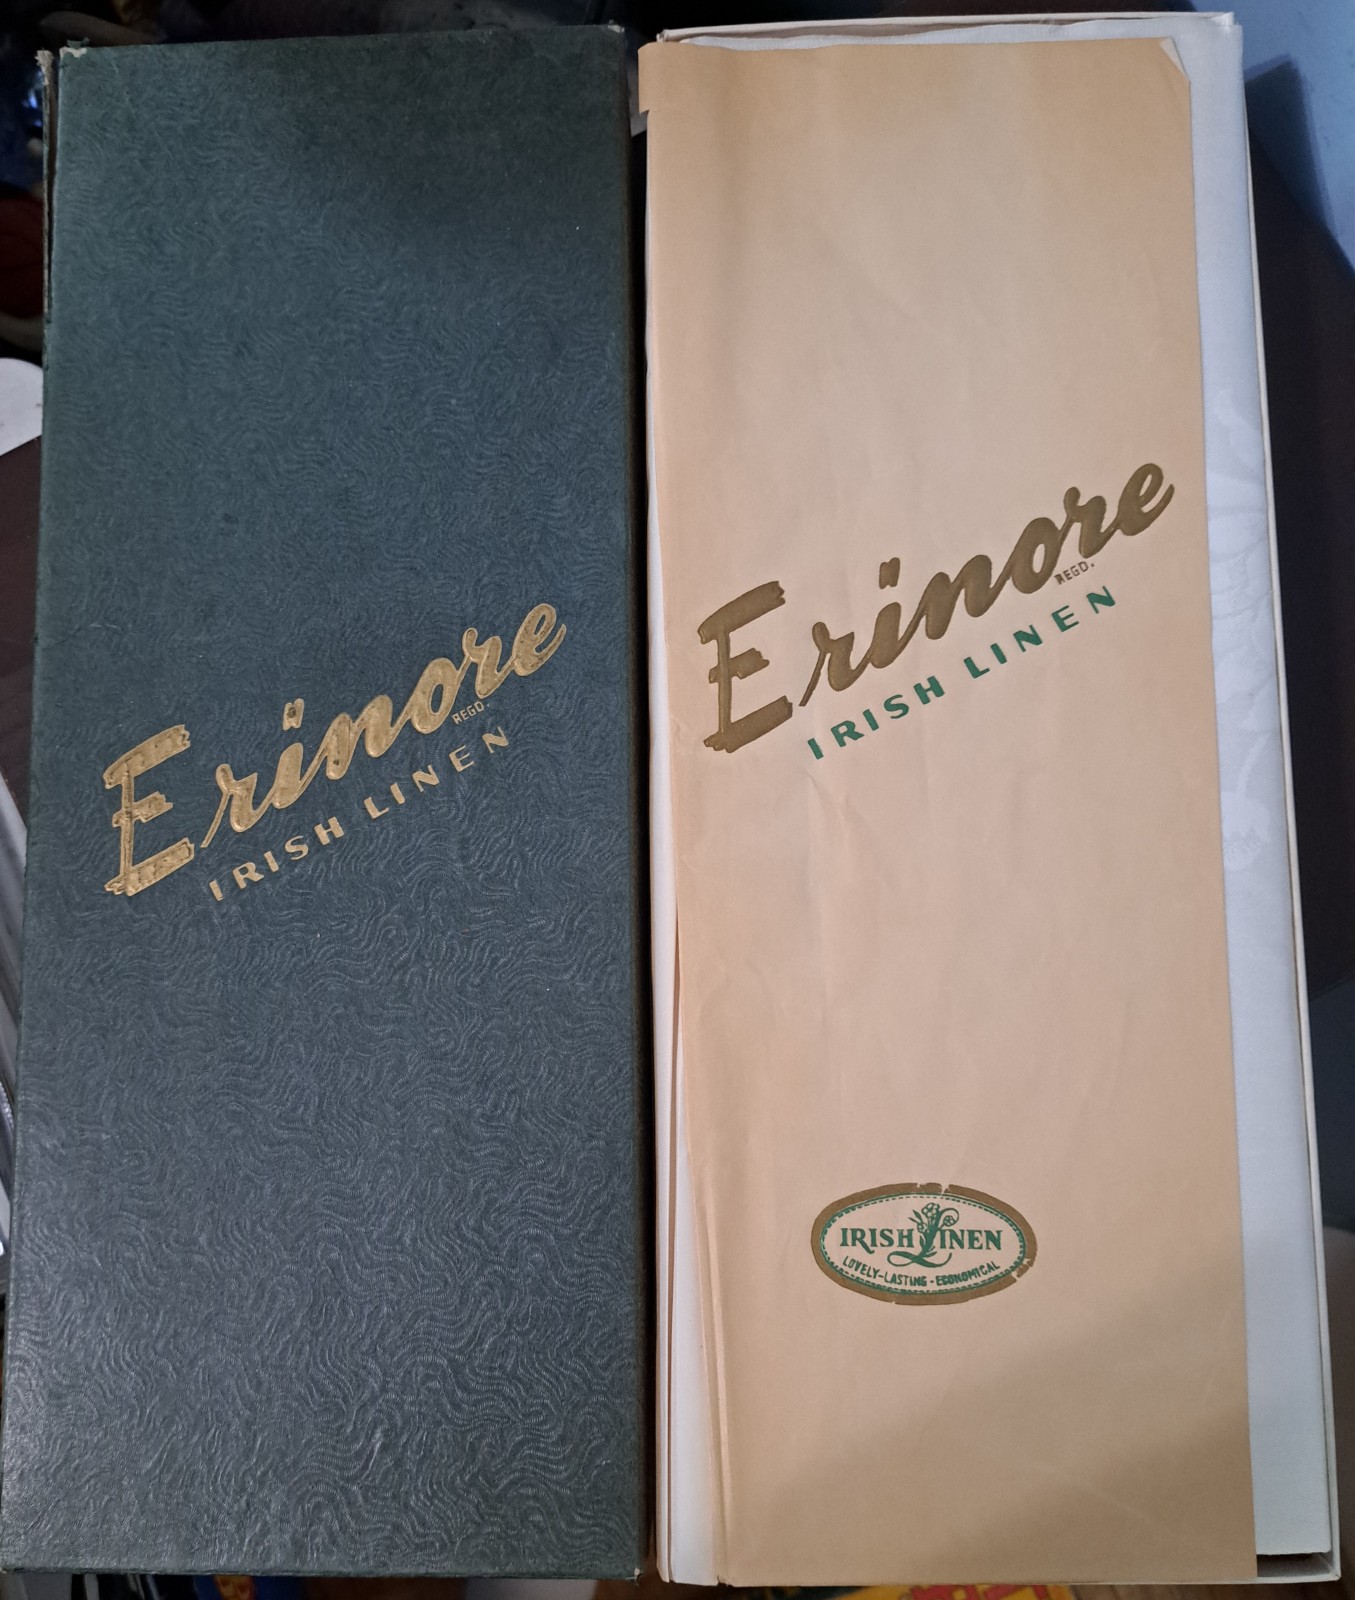 Erinore
REGD.
IRISH LINEN
Erinore
REGD.
IRISH LINEN
IRISH LINEN
LOVELY-LASTING-ECONOMICAL